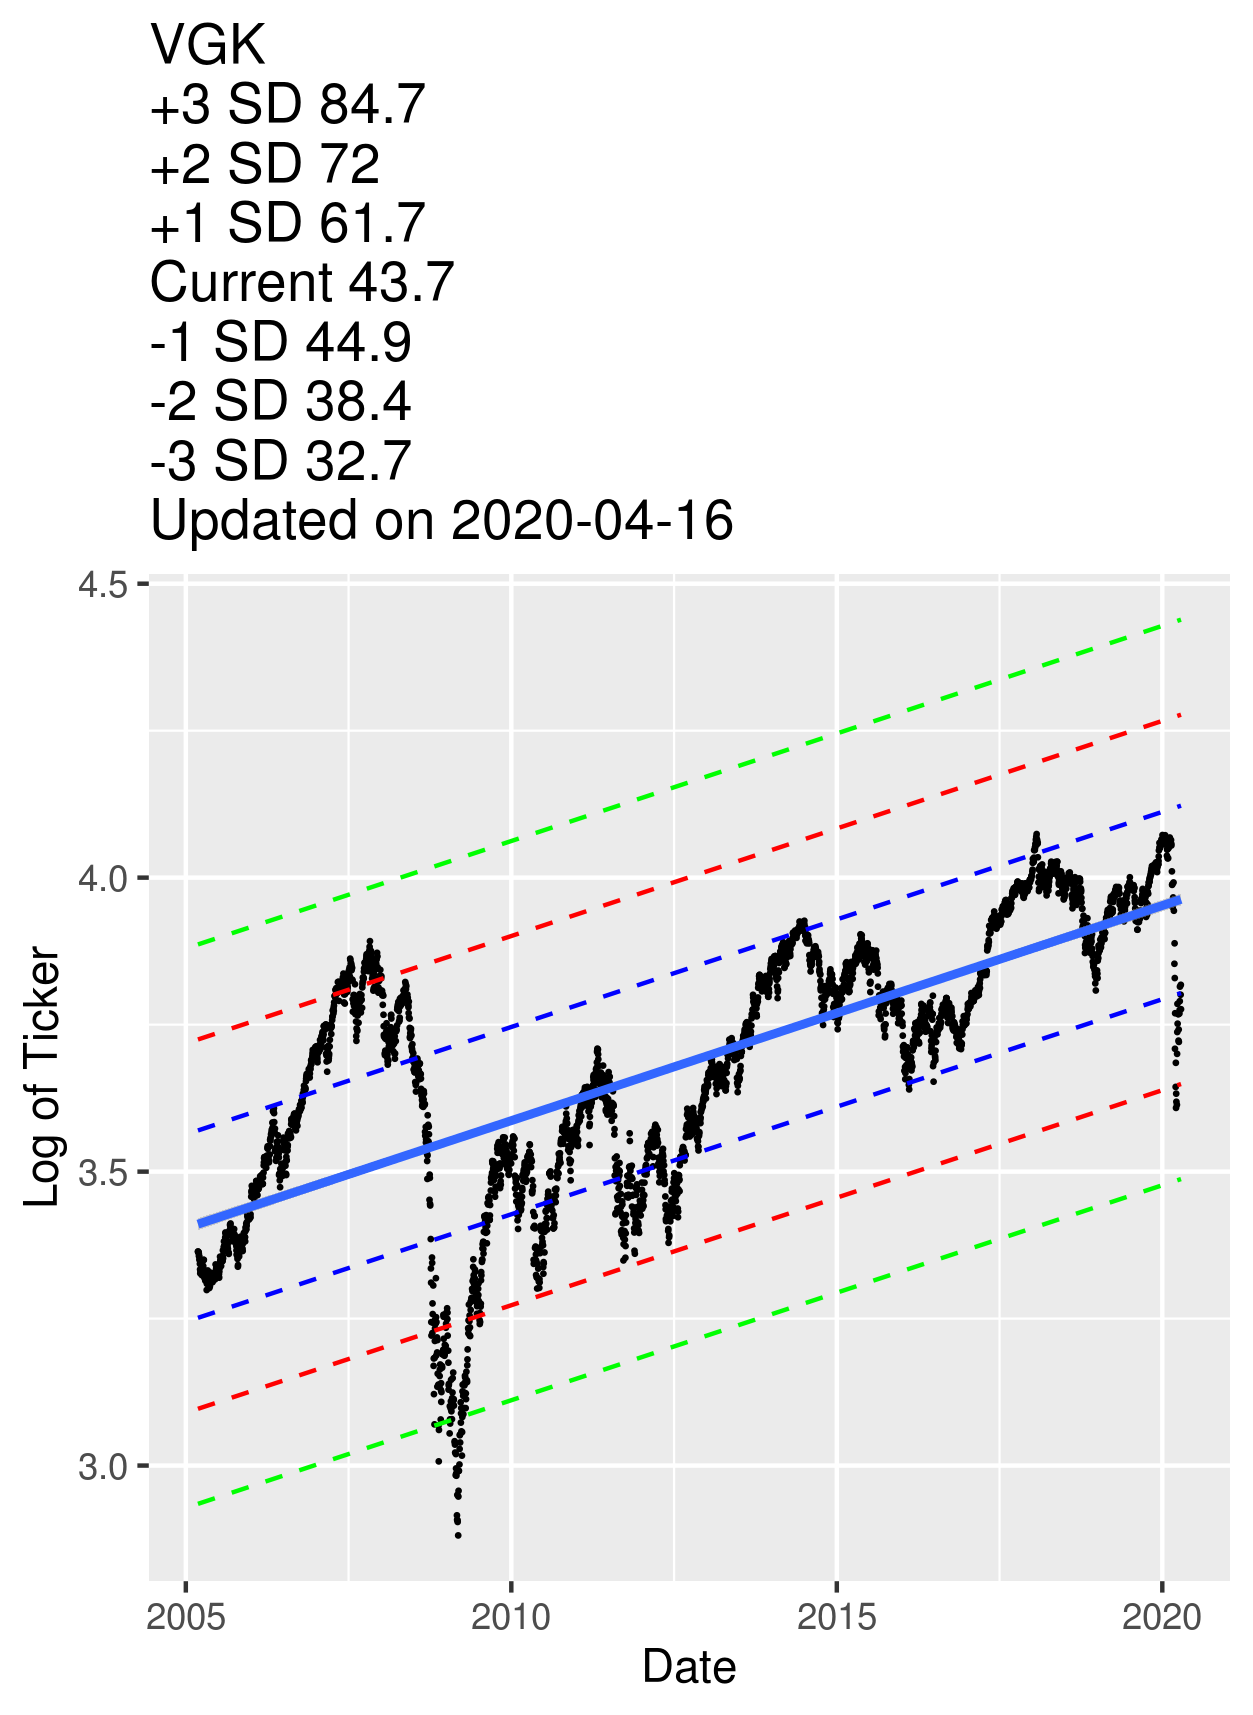 VGK
+3 SD 84.7
+2 SD 72
+1 SD 61.7
Current 43.7
-1 SD 44.9
-2 SD 38.4
-3 SD 32.7
Updated on 2020-04-16
4.5
4.0
3.5
3.0
Log of Ticker
2005 2010 2015 2020
Date